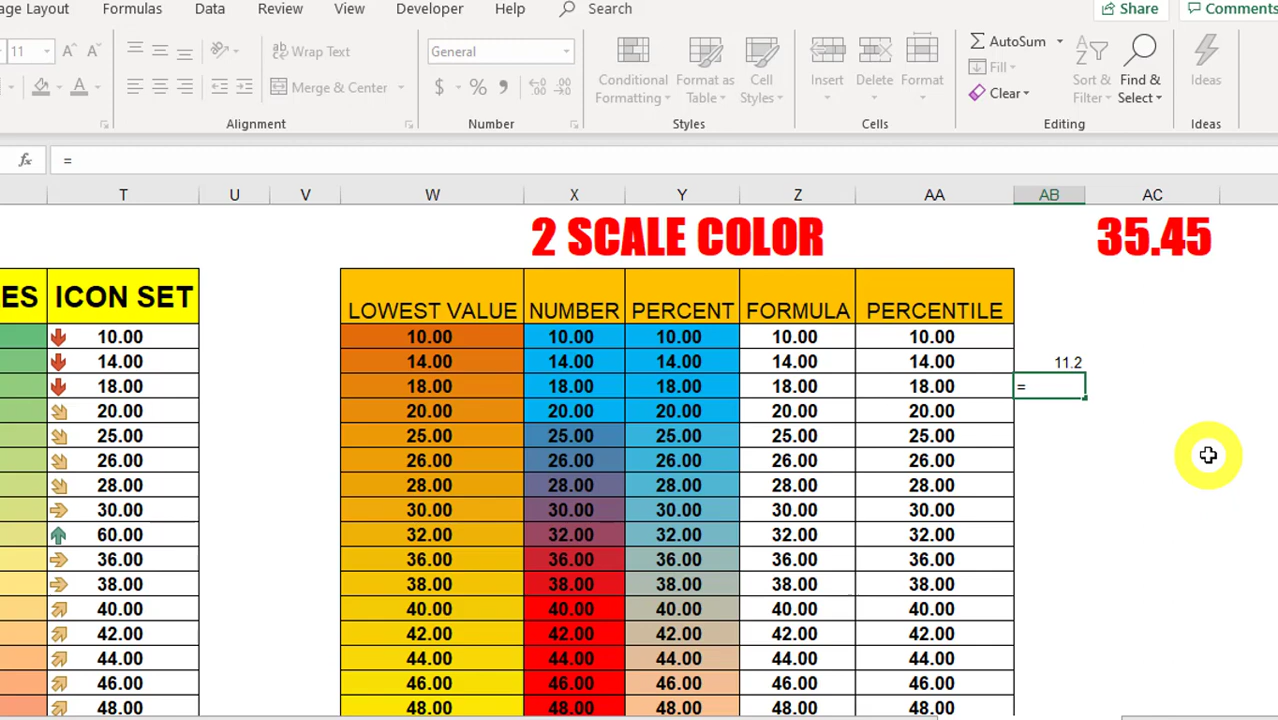 age Layout Formulas Data Review View Developer Help Search Share Comments
11 A A ab Wrap Text General AutoSum
Conditional Format as Cell Insert Delete Format Fill Sort & Find & Ideas
Merge & Center $ % , Formatting Table Styles Clear Filter Select
Alignment Number Styles Cells Editing Ideas
fx =
T U V W X Y Z AA AB AC
2 SCALE COLOR 35.45
ES ICON SET LOWEST VALUE NUMBER PERCENT FORMULA PERCENTILE
10.00 10.00 10.00 10.00 10.00 10.00
14.00 14.00 14.00 14.00 14.00 14.00 11.2
18.00 18.00 18.00 18.00 18.00 18.00 =
20.00 20.00 20.00 20.00 20.00 20.00
25.00 25.00 25.00 25.00 25.00 25.00
26.00 26.00 26.00 26.00 26.00 26.00
28.00 28.00 28.00 28.00 28.00 28.00
30.00 30.00 30.00 30.00 30.00 30.00
60.00 32.00 32.00 32.00 32.00 32.00
36.00 36.00 36.00 36.00 36.00 36.00
38.00 38.00 38.00 38.00 38.00 38.00
40.00 40.00 40.00 40.00 40.00 40.00
42.00 42.00 42.00 42.00 42.00 42.00
44.00 44.00 44.00 44.00 44.00 44.00
46.00 46.00 46.00 46.00 46.00 46.00
48.00 48.00 48.00 48.00 48.00 48.00